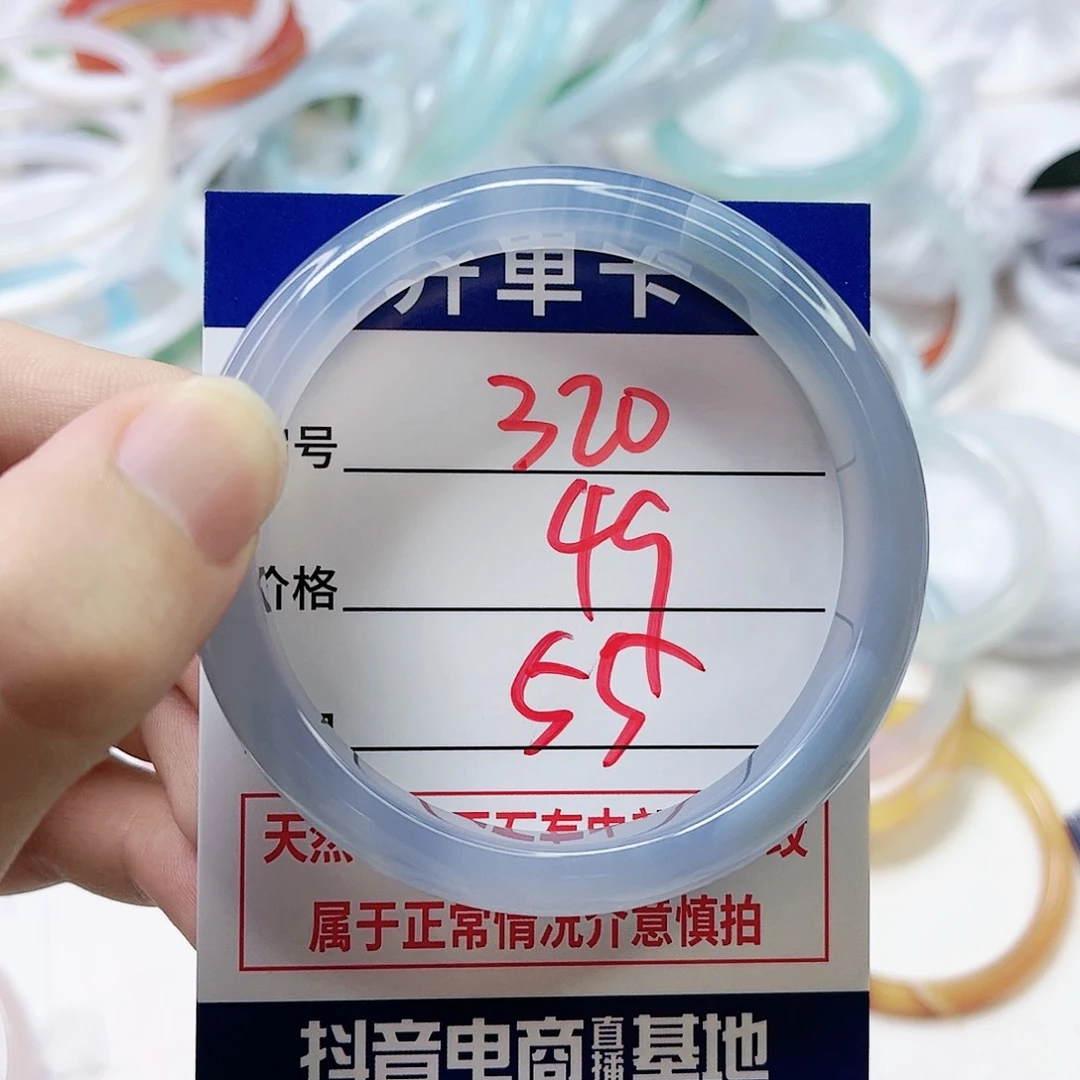 开单卡
号 320
价格 49
55
天然
属于正常情况介意慎拍
抖音电商直播基地